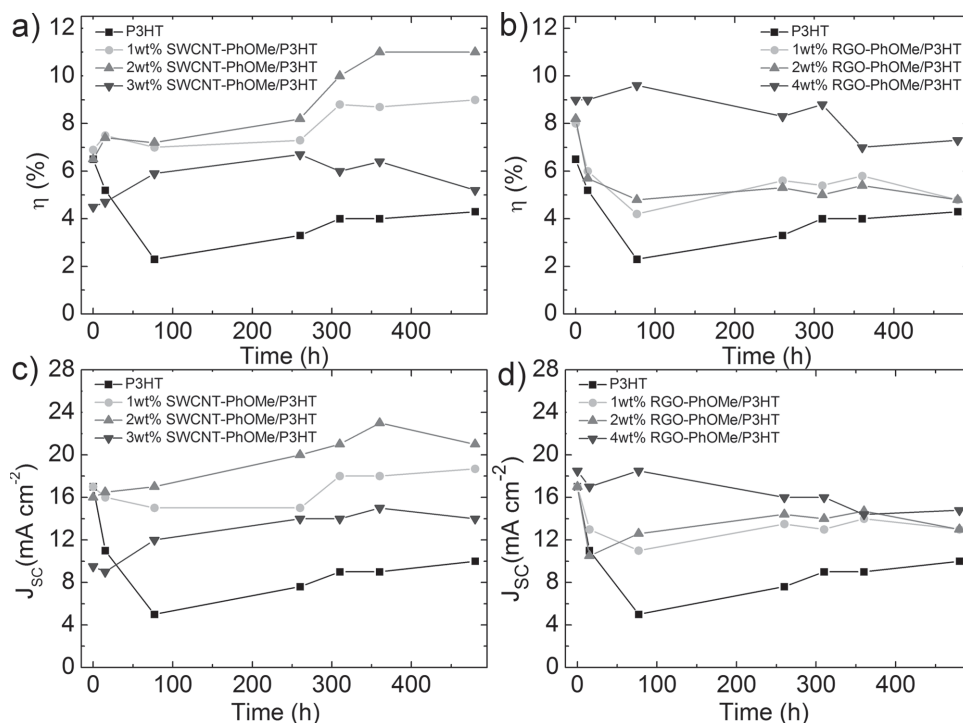 a)
12
10
8
6
4
2
0
η (%)
P3HT
1wt% SWCNT-PhOMe/P3HT
2wt% SWCNT-PhOMe/P3HT
3wt% SWCNT-PhOMe/P3HT
0 100 200 300 400
Time (h)
b)
12
10
8
6
4
2
0
η (%)
P3HT
1wt% RGO-PhOMe/P3HT
2wt% RGO-PhOMe/P3HT
4wt% RGO-PhOMe/P3HT
0 100 200 300 400
Time (h)
c)
28
24
20
16
12
8
4
0
J_SC(mA cm⁻²)
P3HT
1wt% SWCNT-PhOMe/P3HT
2wt% SWCNT-PhOMe/P3HT
3wt% SWCNT-PhOMe/P3HT
0 100 200 300 400
Time (h)
d)
28
24
20
16
12
8
4
0
J_SC(mA cm⁻²)
P3HT
1wt% RGO-PhOMe/P3HT
2wt% RGO-PhOMe/P3HT
4wt% RGO-PhOMe/P3HT
0 100 200 300 400
Time (h)